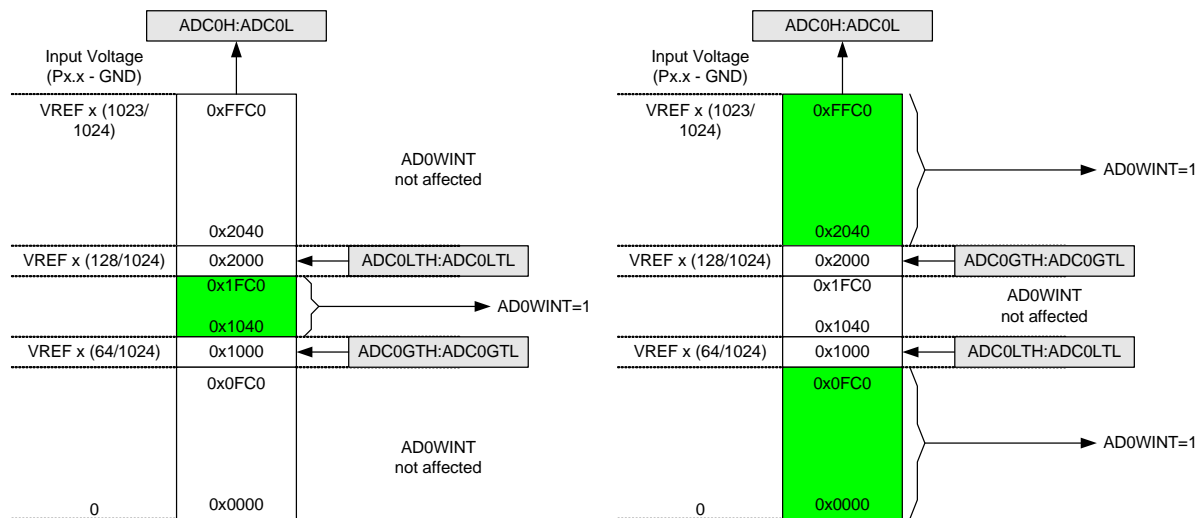 ADC0H:ADC0L
Input Voltage
(Px.x - GND)
VREF x (1023/
1024)
0xFFC0
AD0WINT
not affected
0x2040
VREF x (128/1024)
0x2000
ADC0LTH:ADC0LTL
0x1FC0
AD0WINT=1
0x1040
VREF x (64/1024)
0x1000
ADC0GTH:ADC0GTL
0x0FC0
AD0WINT
not affected
0
0x0000
ADC0H:ADC0L
Input Voltage
(Px.x - GND)
VREF x (1023/
1024)
0xFFC0
AD0WINT=1
0x2040
VREF x (128/1024)
0x2000
ADC0GTH:ADC0GTL
0x1FC0
AD0WINT
not affected
0x1040
VREF x (64/1024)
0x1000
ADC0LTH:ADC0LTL
0x0FC0
AD0WINT=1
0
0x0000